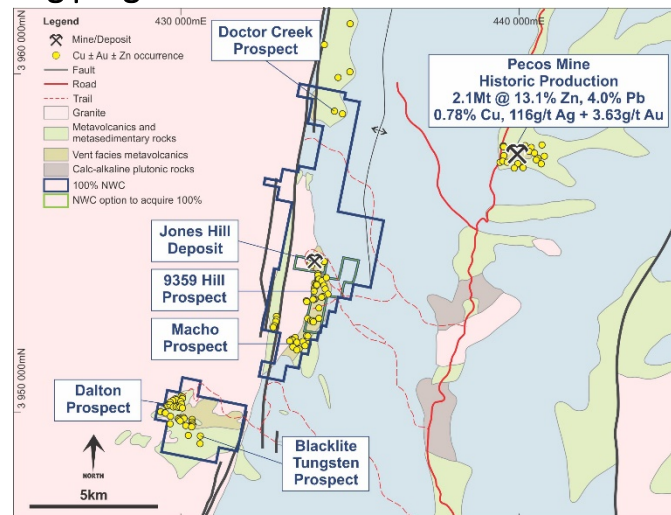 Legend
Mine/Deposit
Cu ± Au ± Zn occurrence
Fault
Road
Trail
Granite
Metavolcanics and
metasedimentary rocks
Vent facies metavolcanics
Calc-alkaline plutonic rocks
100% NWC
NWC option to acquire 100%
430 000mE
440 000mE
3 960 000mN
3 950 000mN
Doctor Creek
Prospect
Pecos Mine
Historic Production
2.1Mt @ 13.1% Zn, 4.0% Pb
0.78% Cu, 116g/t Ag + 3.63g/t Au
Jones Hill
Deposit
9359 Hill
Prospect
Macho
Prospect
Dalton
Prospect
Blacklite
Tungsten
Prospect
NORTH
5km